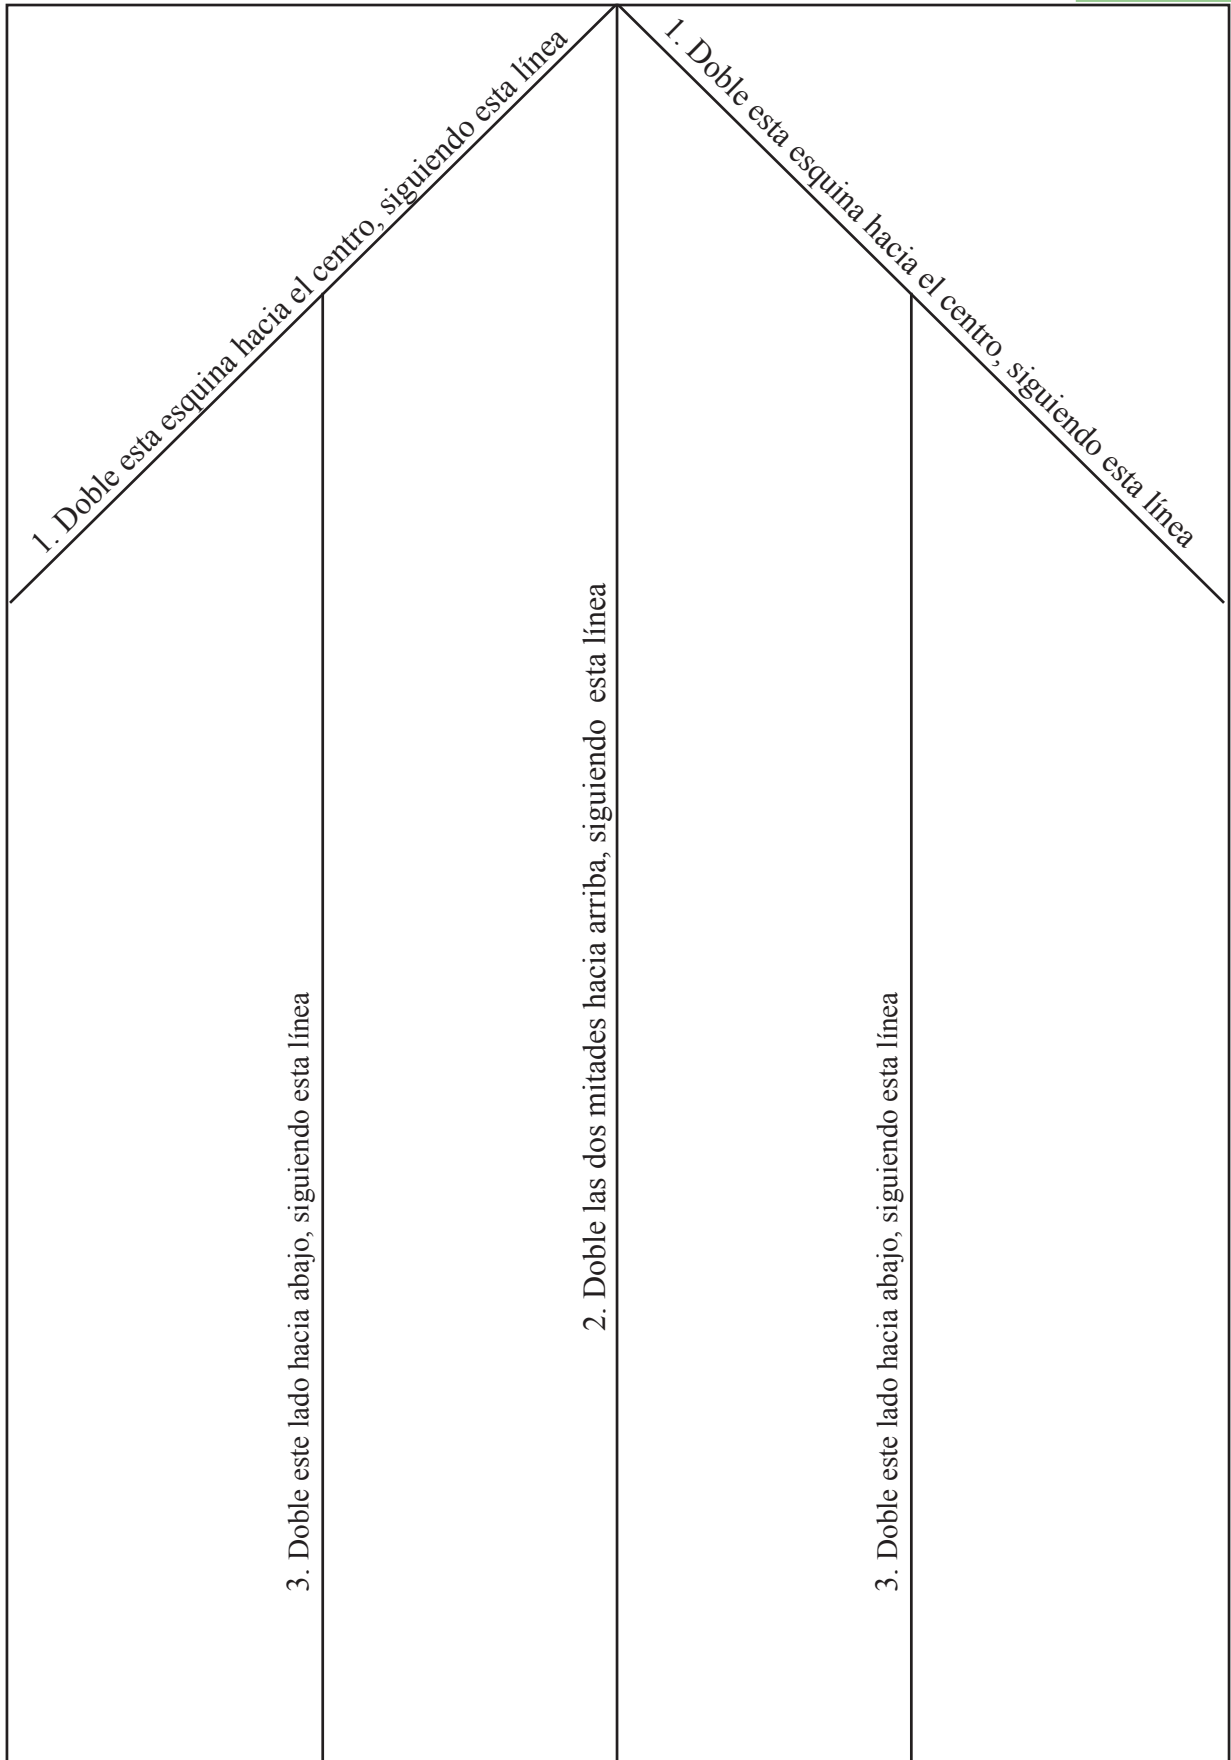 1. Doble esta esquina hacia el centro, siguiendo esta línea
1. Doble esta esquina hacia el centro, siguiendo esta línea
2. Doble las dos mitades hacia arriba, siguiendo esta línea
3. Doble este lado hacia abajo, siguiendo esta línea
3. Doble este lado hacia abajo, siguiendo esta línea